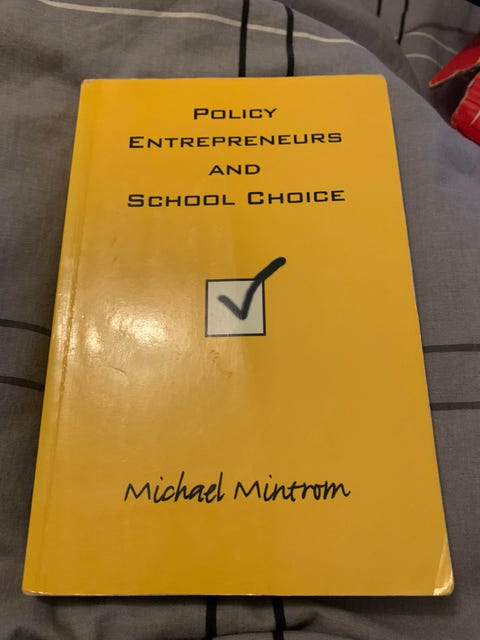 Policy
Entrepreneurs
and
School Choice
Michael Mintrom